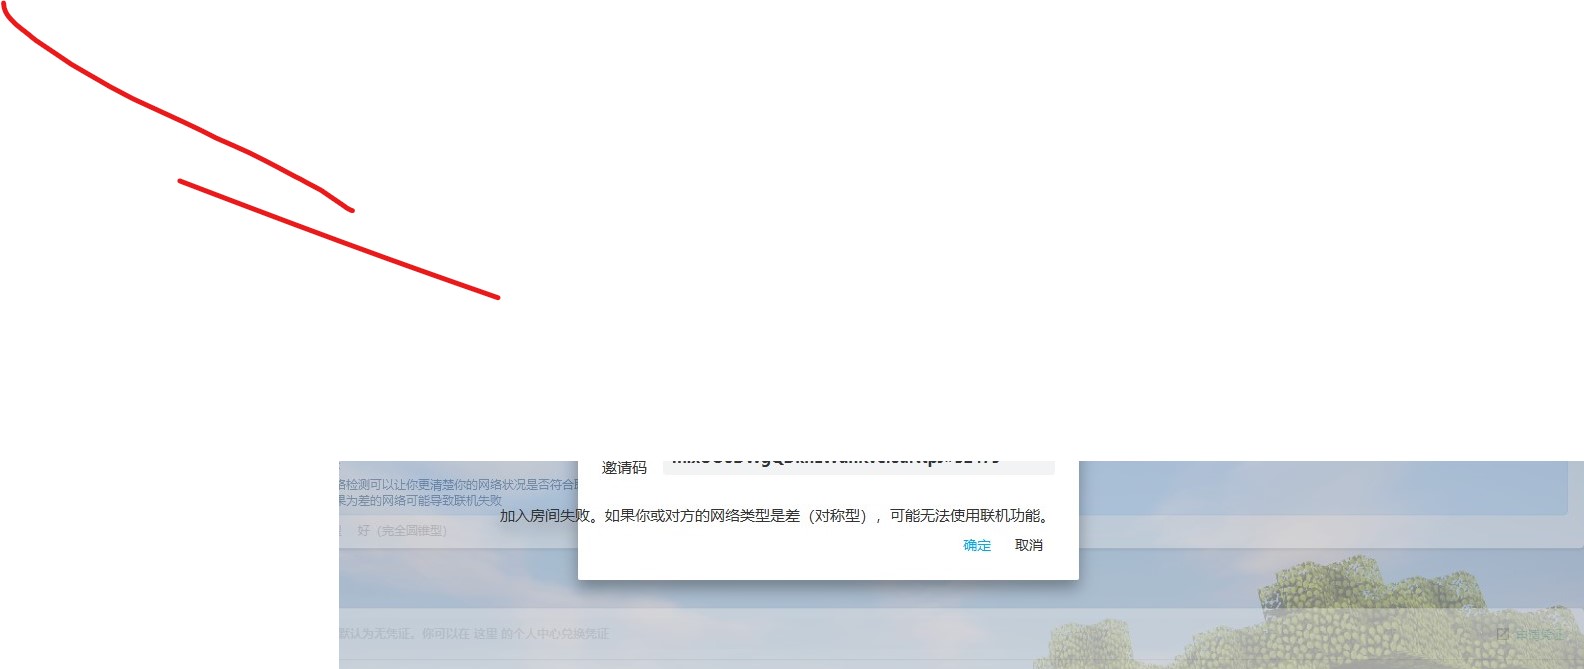 邀请码
络检测可以让你更清楚你的网络状况是否符合
果为差的网络可能导致联机失败
加入房间失败。如果你或对方的网络类型是差（对称型），可能无法使用联机功能。
好（完全圆锥型）
确定 取消
默认为无凭证。你可以在 这里 的个人中心兑换凭证